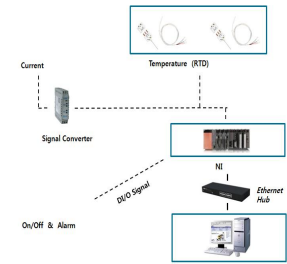 Current
Temperature (RTD)
Signal Converter
NI
DI/O Signal
Ethernet
Hub
On/Off & Alarm